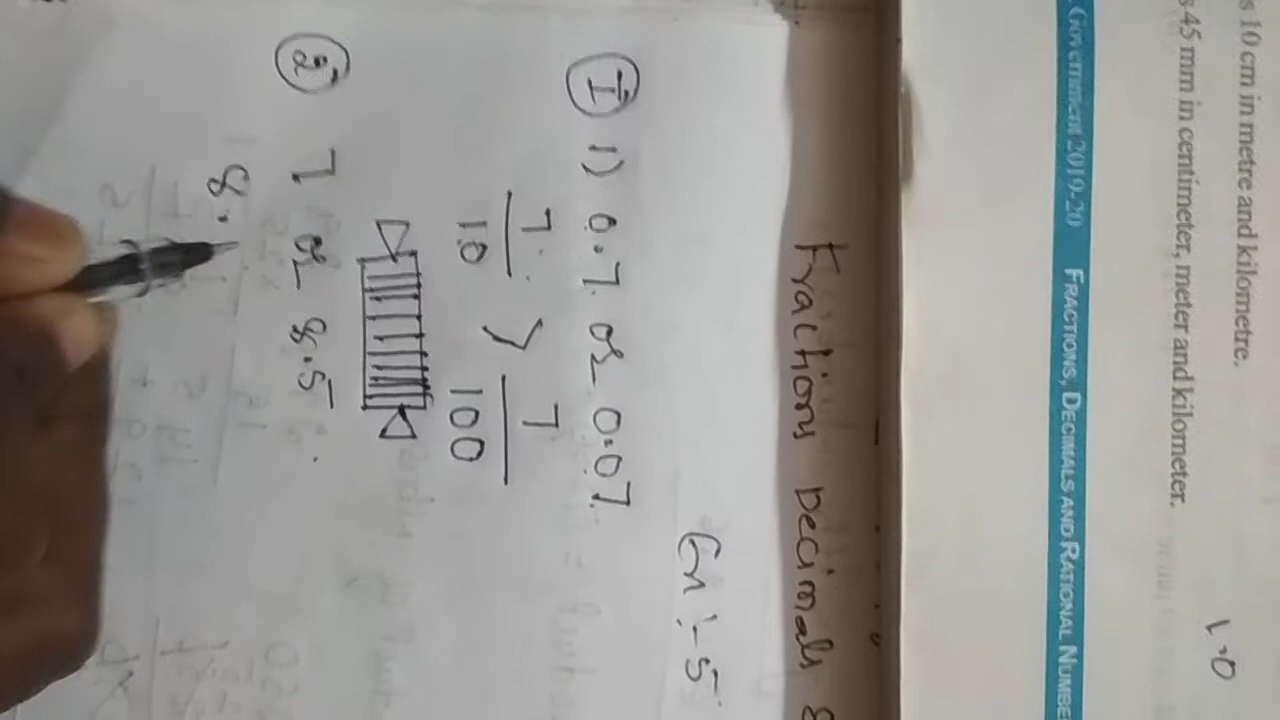 s 10 cm in metre and kilometre.
s 45 mm in centimeter, meter and kilometer.
1.0
Government 2019-20 FRACTIONS, DECIMALS AND RATIONAL NUMBE
Fractions Decimals &
Ex:- 5
I 1) 0.7 or 0.07
7/10 > 7/100
2 7 or 8.5
8.